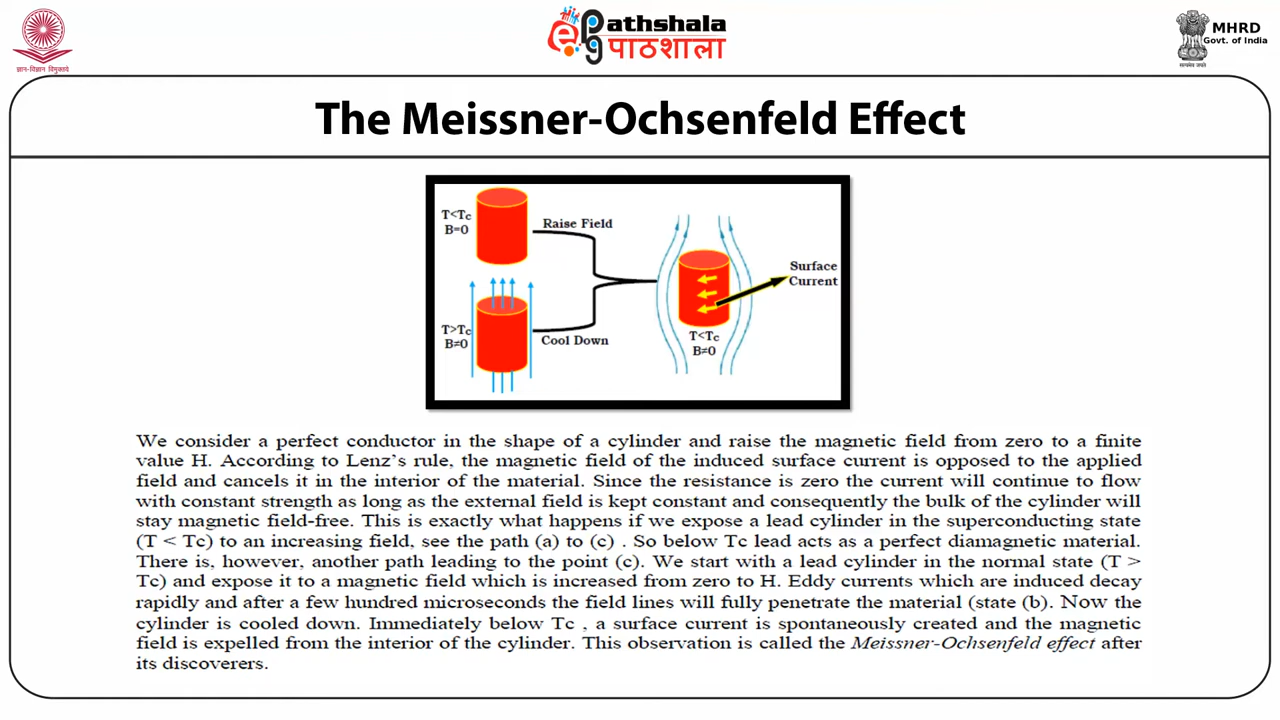 ज्ञान-विज्ञान विमुक्तये
ePg athshala
पाठशाला
सत्यमेव जयते
MHRD
Govt. of India
The Meissner-Ochsenfeld Effect
T<Tc
B=0
Raise Field
T>Tc
B≠0
Cool Down
Surface
Current
T<Tc
B≠0
We consider a perfect conductor in the shape of a cylinder and raise the magnetic field from zero to a finite
value H. According to Lenz's rule, the magnetic field of the induced surface current is opposed to the applied
field and cancels it in the interior of the material. Since the resistance is zero the current will continue to flow
with constant strength as long as the external field is kept constant and consequently the bulk of the cylinder will
stay magnetic field-free. This is exactly what happens if we expose a lead cylinder in the superconducting state
(T < Tc) to an increasing field, see the path (a) to (c) . So below Tc lead acts as a perfect diamagnetic material.
There is, however, another path leading to the point (c). We start with a lead cylinder in the normal state (T >
Tc) and expose it to a magnetic field which is increased from zero to H. Eddy currents which are induced decay
rapidly and after a few hundred microseconds the field lines will fully penetrate the material (state (b). Now the
cylinder is cooled down. Immediately below Tc , a surface current is spontaneously created and the magnetic
field is expelled from the interior of the cylinder. This observation is called the Meissner-Ochsenfeld effect after
its discoverers.